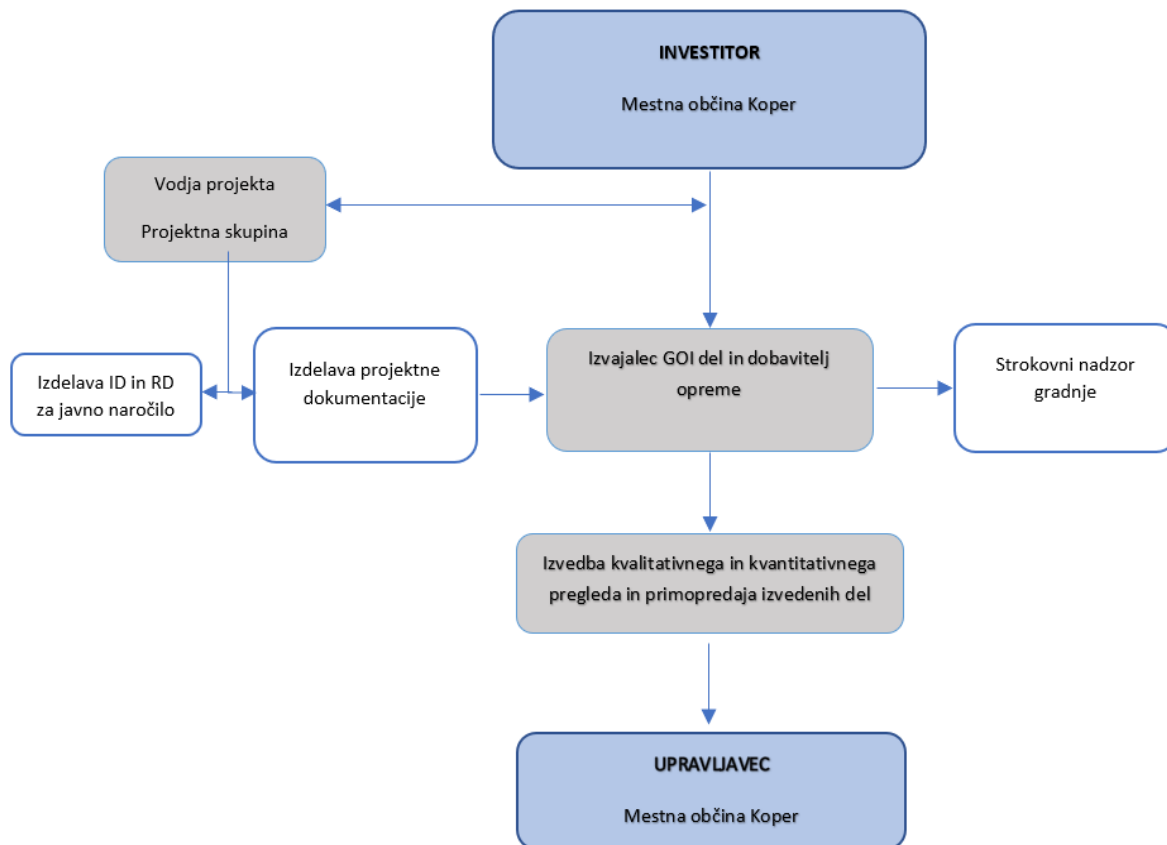 INVESTITOR
Mestna občina Koper
Vodja projekta
Projektna skupina
Izdelava ID in RD
za javno naročilo
Izdelava projektne
dokumentacije
Izvajalec GOI del in dobavitelj
opreme
Strokovni nadzor
gradnje
Izvedba kvalitativnega in kvantitativnega
pregleda in primopredaja izvedenih del
UPRAVLJAVEC
Mestna občina Koper